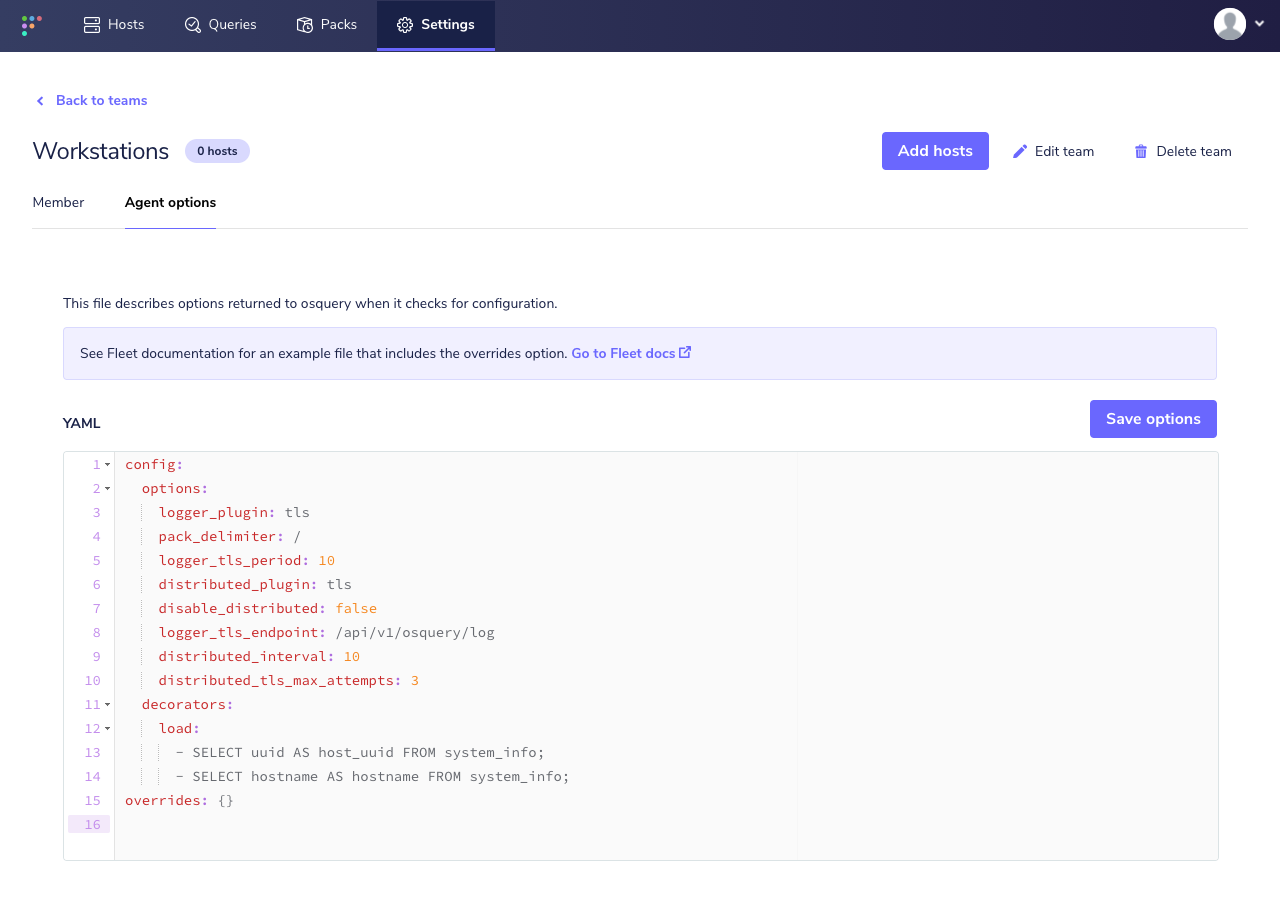 Hosts Queries Packs Settings
Back to teams
Workstations 0 hosts Add hosts Edit team Delete team
Member Agent options
This file describes options returned to osquery when it checks for configuration.
See Fleet documentation for an example file that includes the overrides option. Go to Fleet docs
YAML Save options
1 config:
2   options:
3     logger_plugin: tls
4     pack_delimiter: /
5     logger_tls_period: 10
6     distributed_plugin: tls
7     disable_distributed: false
8     logger_tls_endpoint: /api/v1/osquery/log
9     distributed_interval: 10
10     distributed_tls_max_attempts: 3
11   decorators:
12     load:
13       - SELECT uuid AS host_uuid FROM system_info;
14       - SELECT hostname AS hostname FROM system_info;
15 overrides: {}
16